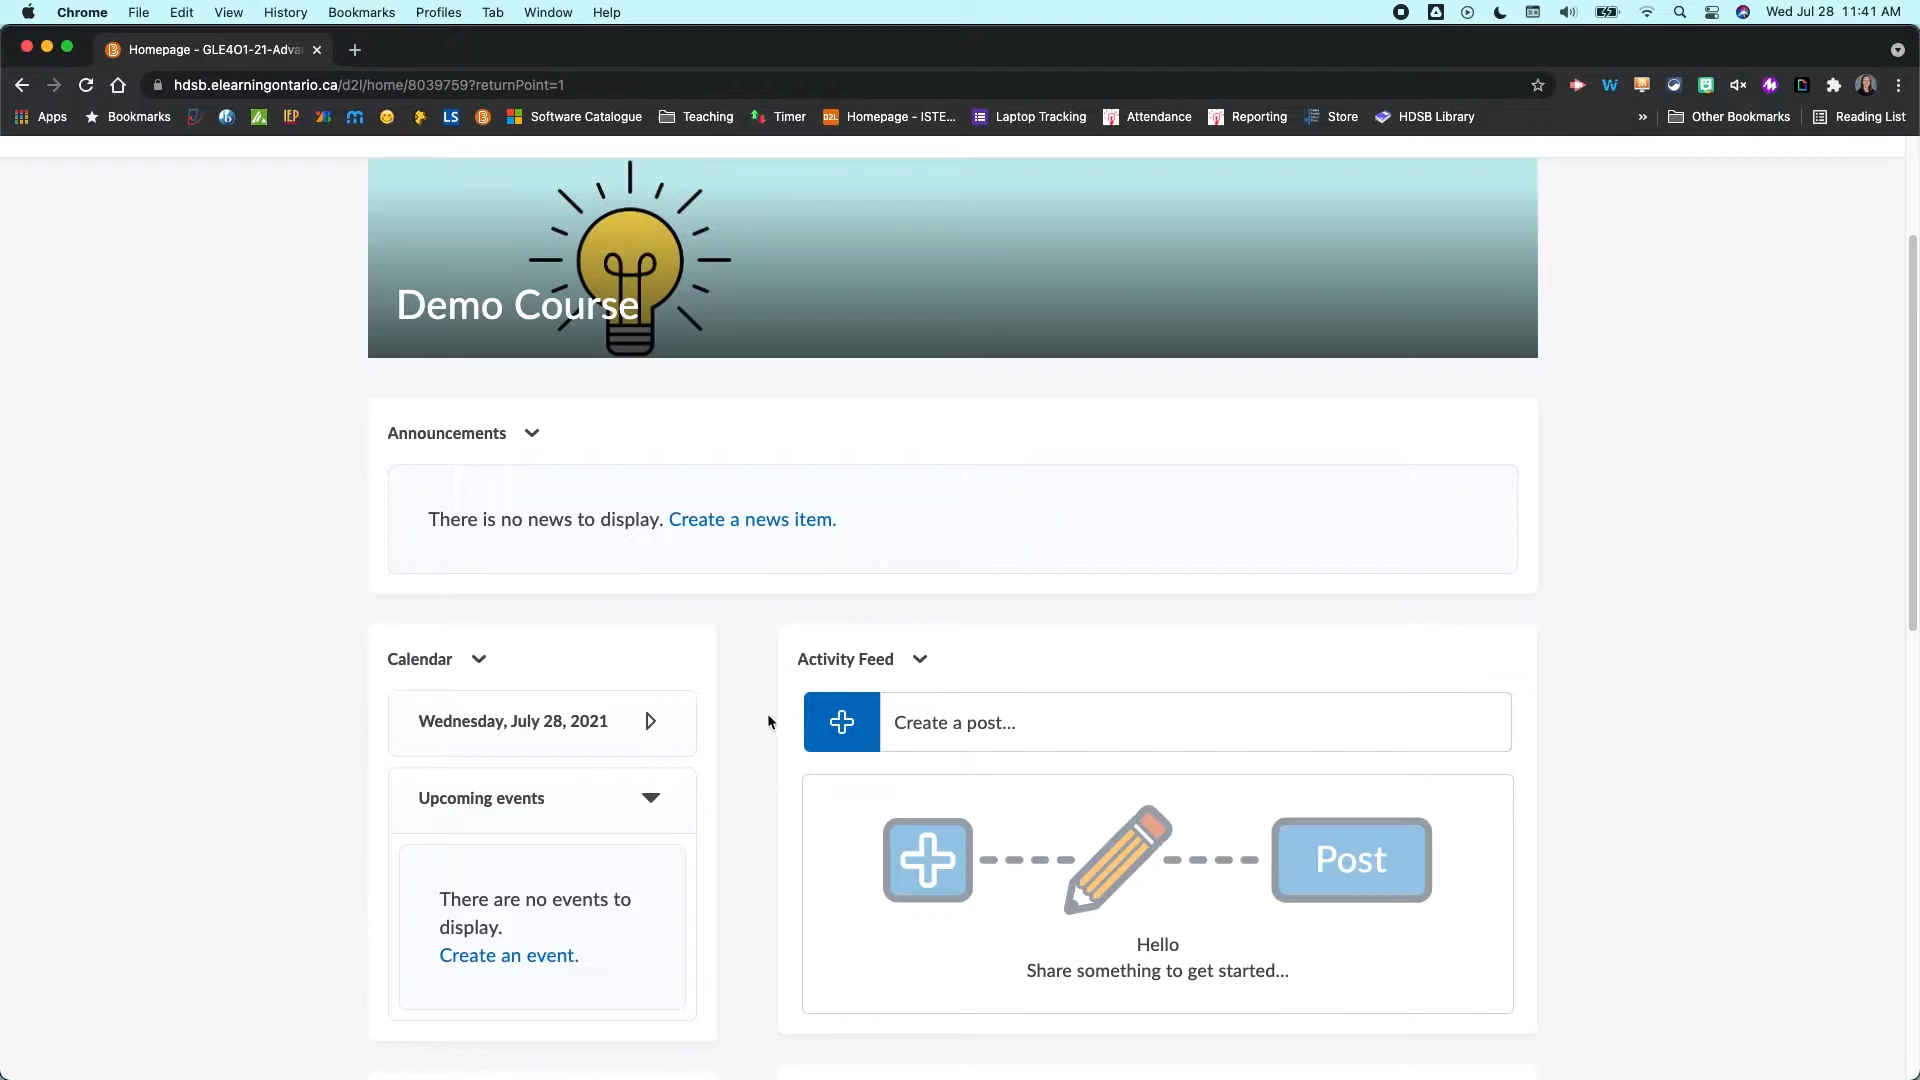 Chrome File Edit View History Bookmarks Profiles Tab Window Help Wed Jul 28 11:41 AM
Homepage - GLE4O1-21-Adva
hdsb.elearningontario.ca/d2l/home/8039759?returnPoint=1
Apps Bookmarks IEP LS Software Catalogue Teaching Timer D2L Homepage - ISTE... Laptop Tracking Attendance Reporting Store HDSB Library » Other Bookmarks Reading List
Demo Course
Announcements
There is no news to display. Create a news item.
Calendar
Wednesday, July 28, 2021
Upcoming events
There are no events to
display.
Create an event.
Activity Feed
Create a post...
Post
Hello
Share something to get started...